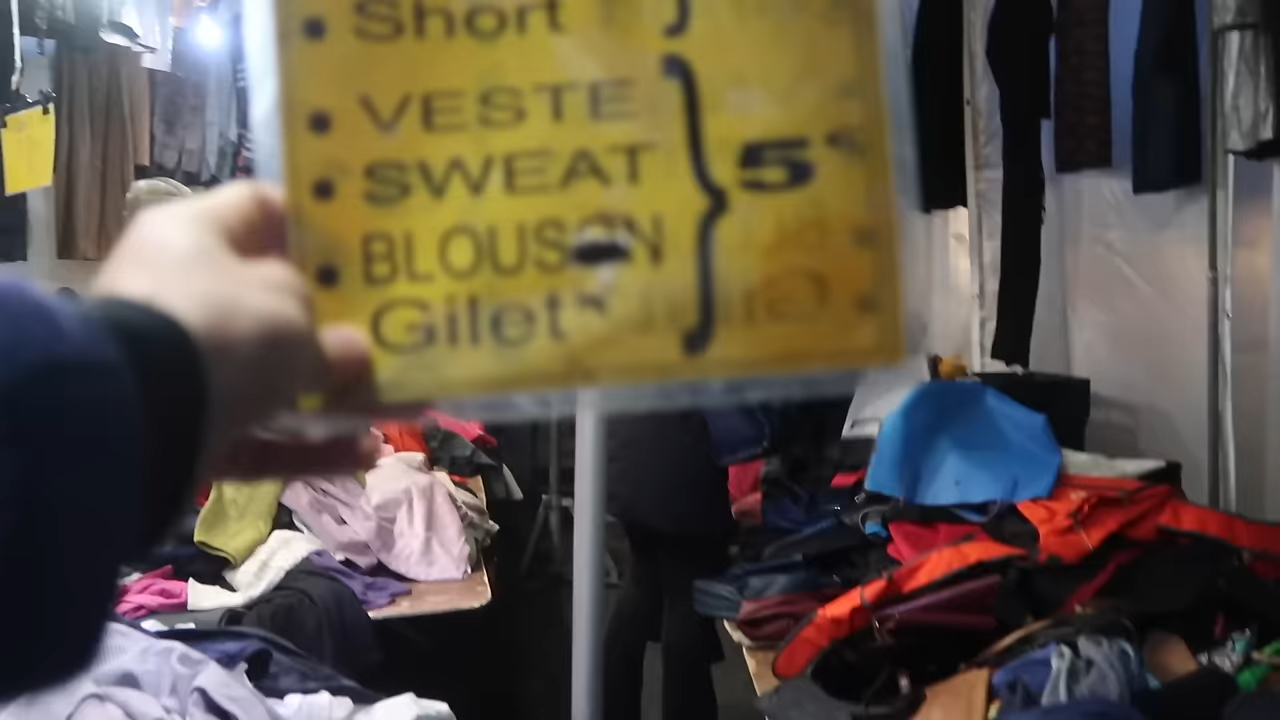 • Short }
• VESTE
• SWEAT } 5€
• BLOUSON
Gilet